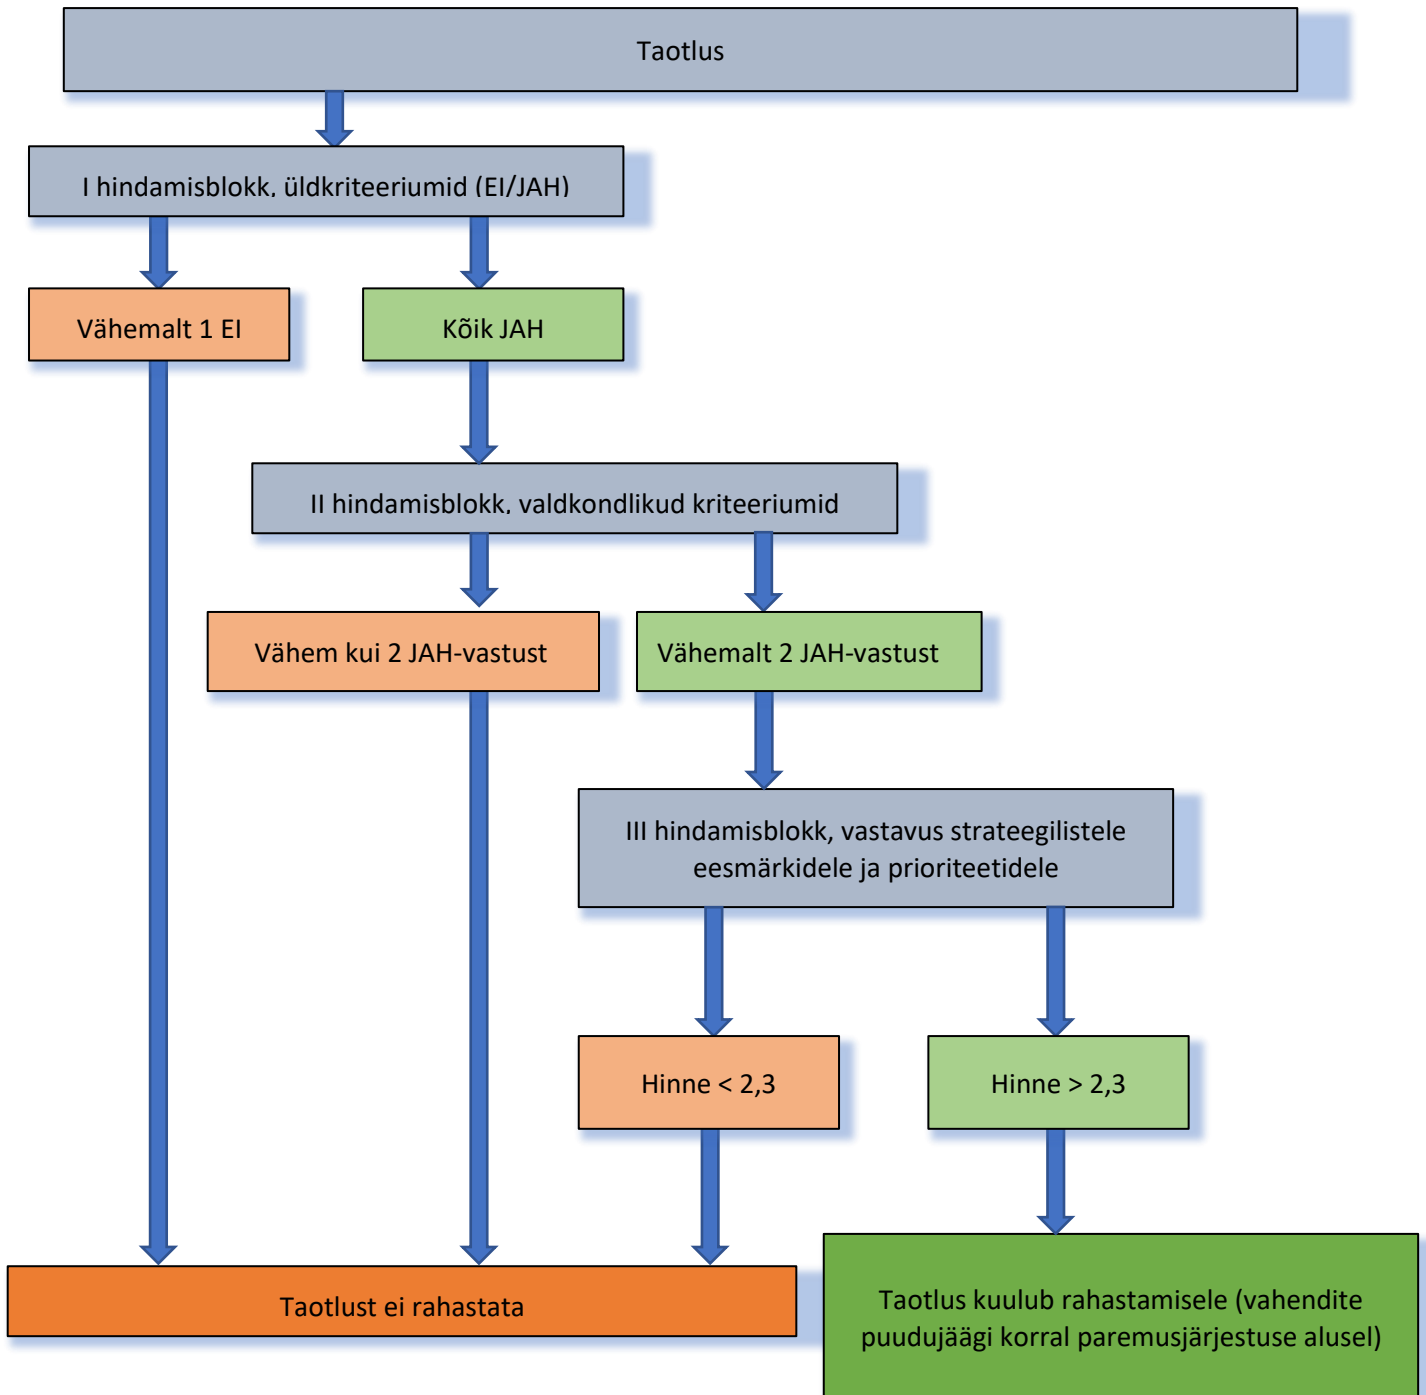 Taotlus
I hindamisblokk, üldkriteeriumid (EI/JAH)
Vähemalt 1 EI
Kõik JAH
II hindamisblokk, valdkondlikud kriteeriumid
Vähem kui 2 JAH-vastust
Vähemalt 2 JAH-vastust
III hindamisblokk, vastavus strateegilistele
eesmärkidele ja prioriteetidele
Hinne < 2,3
Hinne > 2,3
Taotlust ei rahastata
Taotlus kuulub rahastamisele (vahendite
puudujäägi korral paremusjärjestuse alusel)